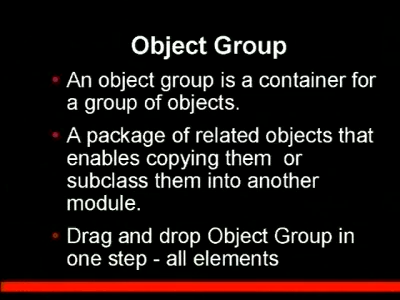 Object Group
• An object group is a container for
a group of objects.
• A package of related objects that
enables copying them or
subclass them into another
module.
• Drag and drop Object Group in
one step - all elements